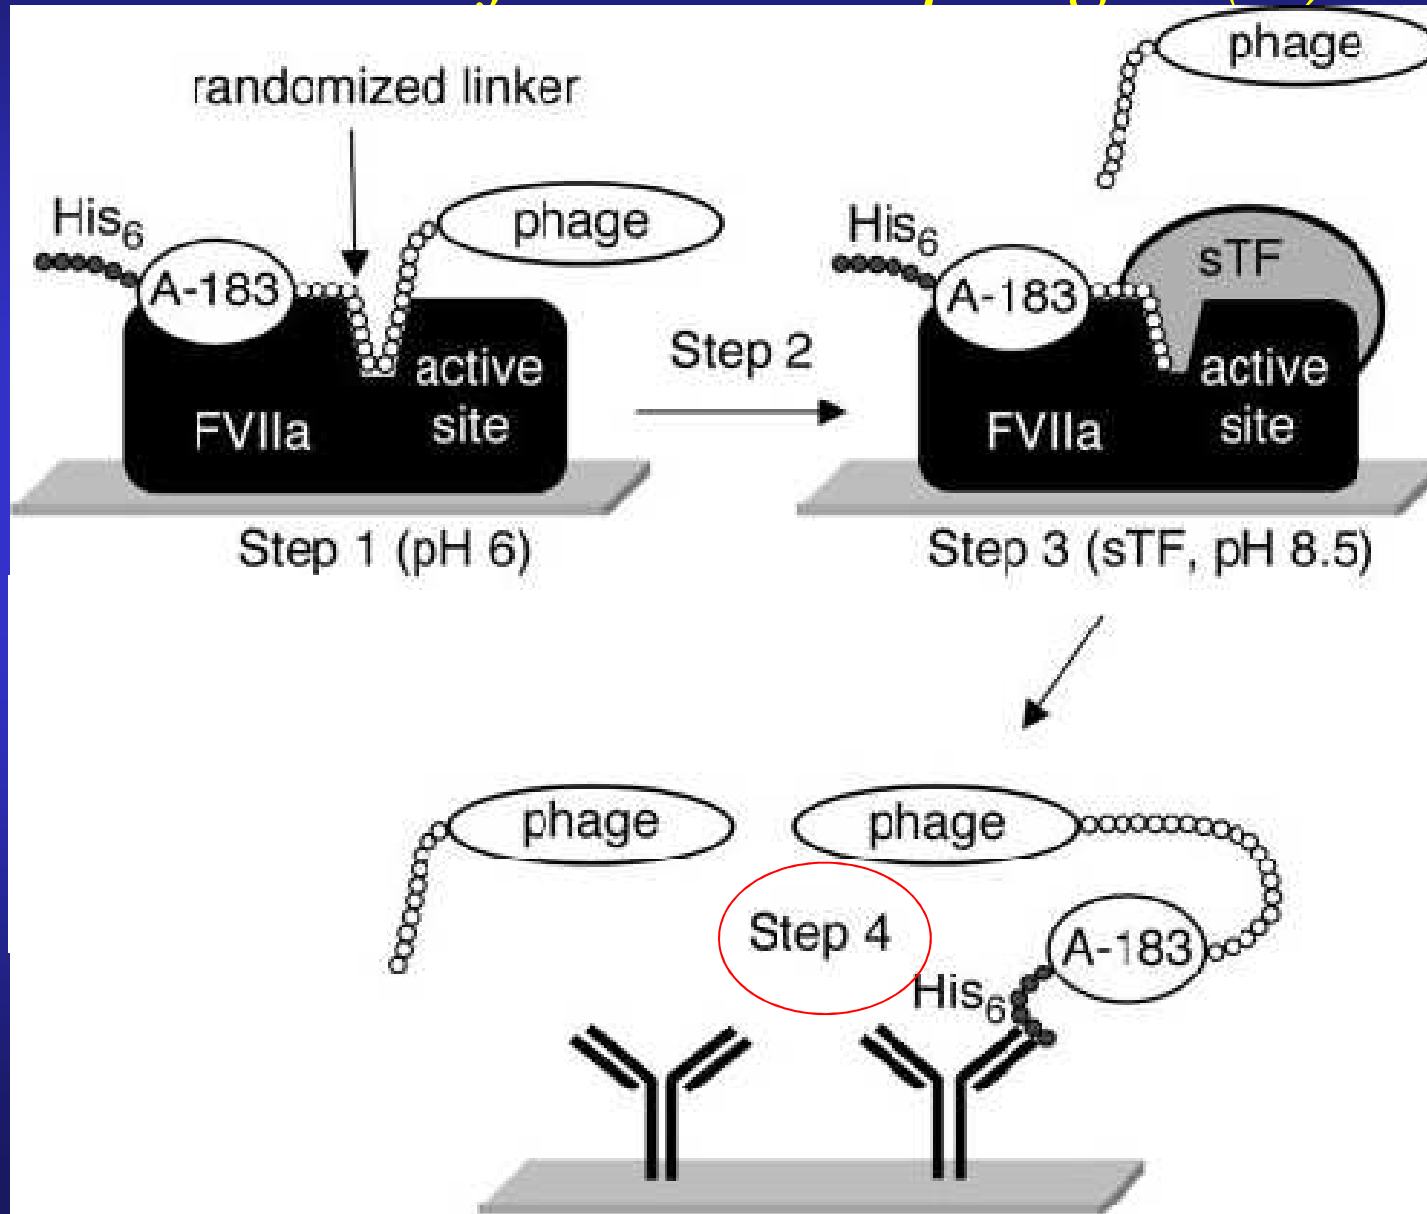 phage
randomized linker
His6
phage
A-183
active
site
FVIIa
Step 1 (pH 6)
Step 2
His6
sTF
A-183
active
site
FVIIa
Step 3 (sTF, pH 8.5)
phage
phage
Step 4
A-183
His6